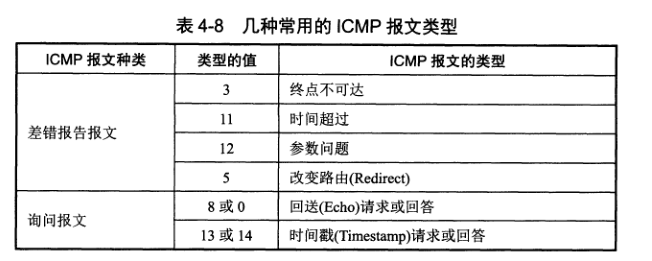 表 4-8 几种常用的 ICMP 报文类型
ICMP 报文种类 类型的值 ICMP 报文的类型
差错报告报文 3 终点不可达
11 时间超过
12 参数问题
5 改变路由(Redirect)
询问报文 8 或 0 回送(Echo)请求或回答
13 或 14 时间戳(Timestamp)请求或回答